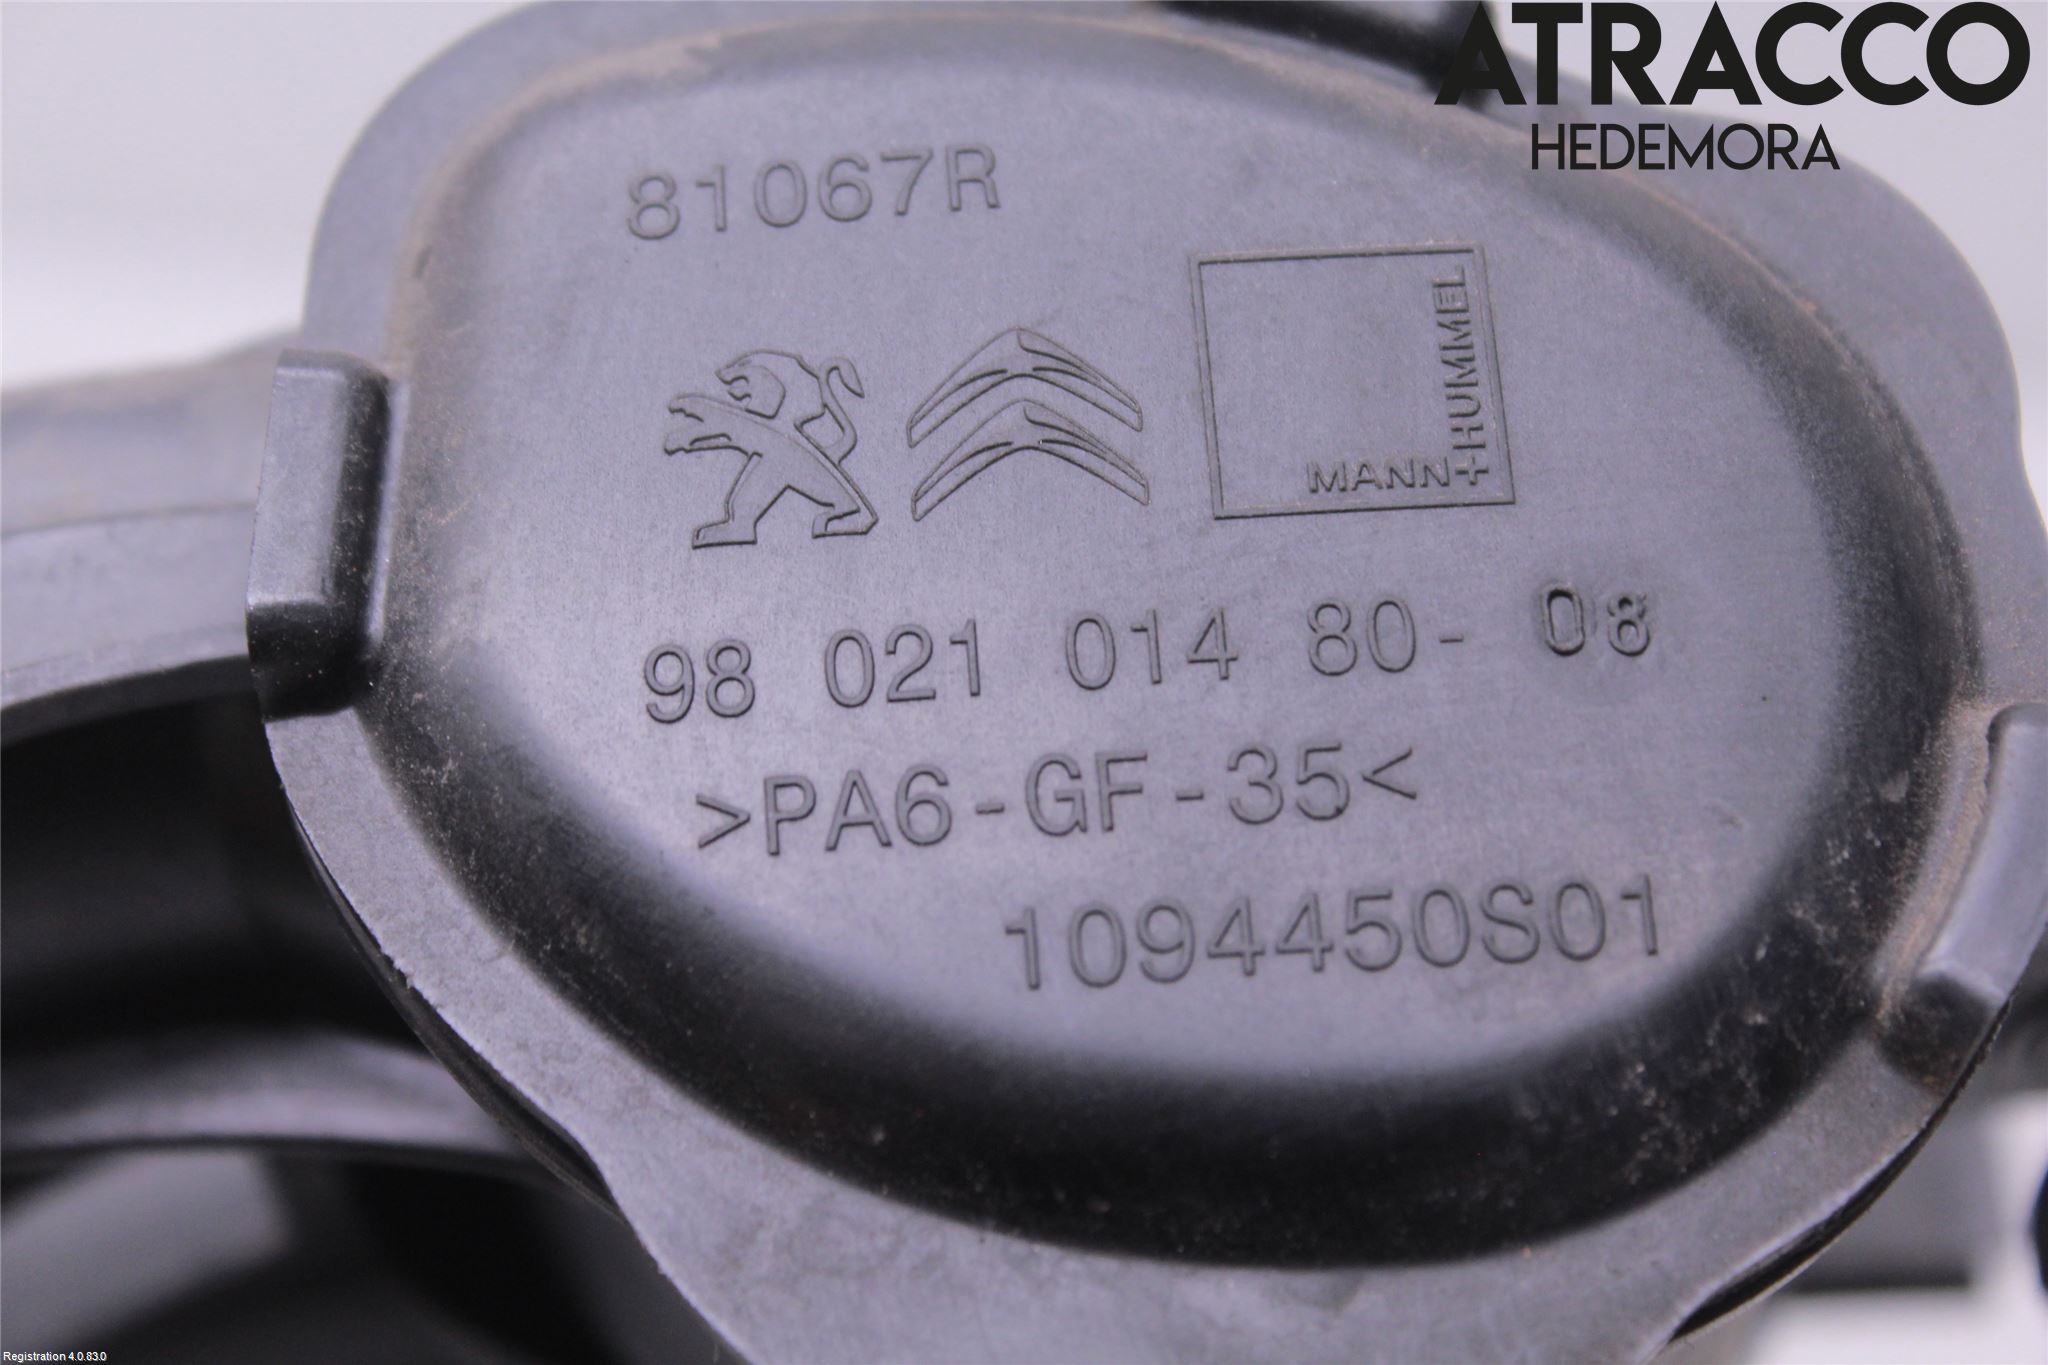 ATRACCO
HEDEMORA
81067R
MANN+HUMMEL
98 021 014 80- 08
>PA6-GF-35<
1094450S01
Registration 4.0.83.0